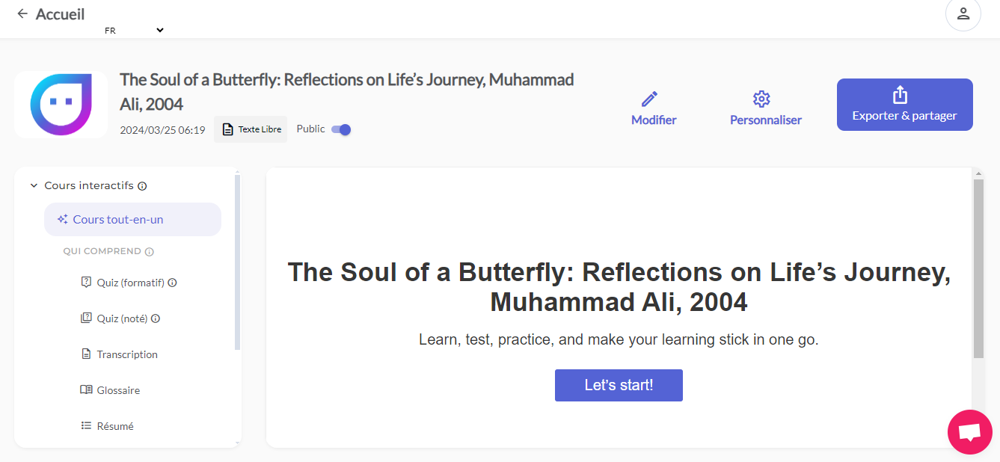 Accueil
FR
The Soul of a Butterfly: Reflections on Life’s Journey, Muhammad
Ali, 2004
2024/03/25 06:19
Texte Libre
Public
Modifier
Personnaliser
Exporter & partager
Cours interactifs
Cours tout-en-un
QUI COMPREND
Quiz (formatif)
Quiz (noté)
Transcription
Glossaire
Résumé
The Soul of a Butterfly: Reflections on Life’s Journey,
Muhammad Ali, 2004
Learn, test, practice, and make your learning stick in one go.
Let’s start!